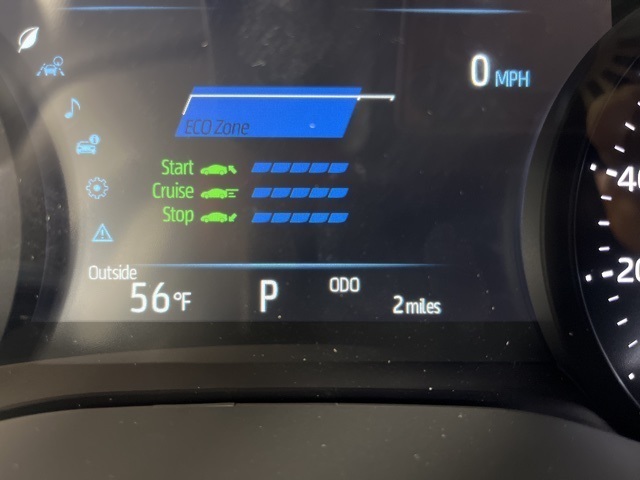 0 MPH
ECO Zone
Start
Cruise
40
Stop
20
Outside
56°F
P
ODO
2 miles